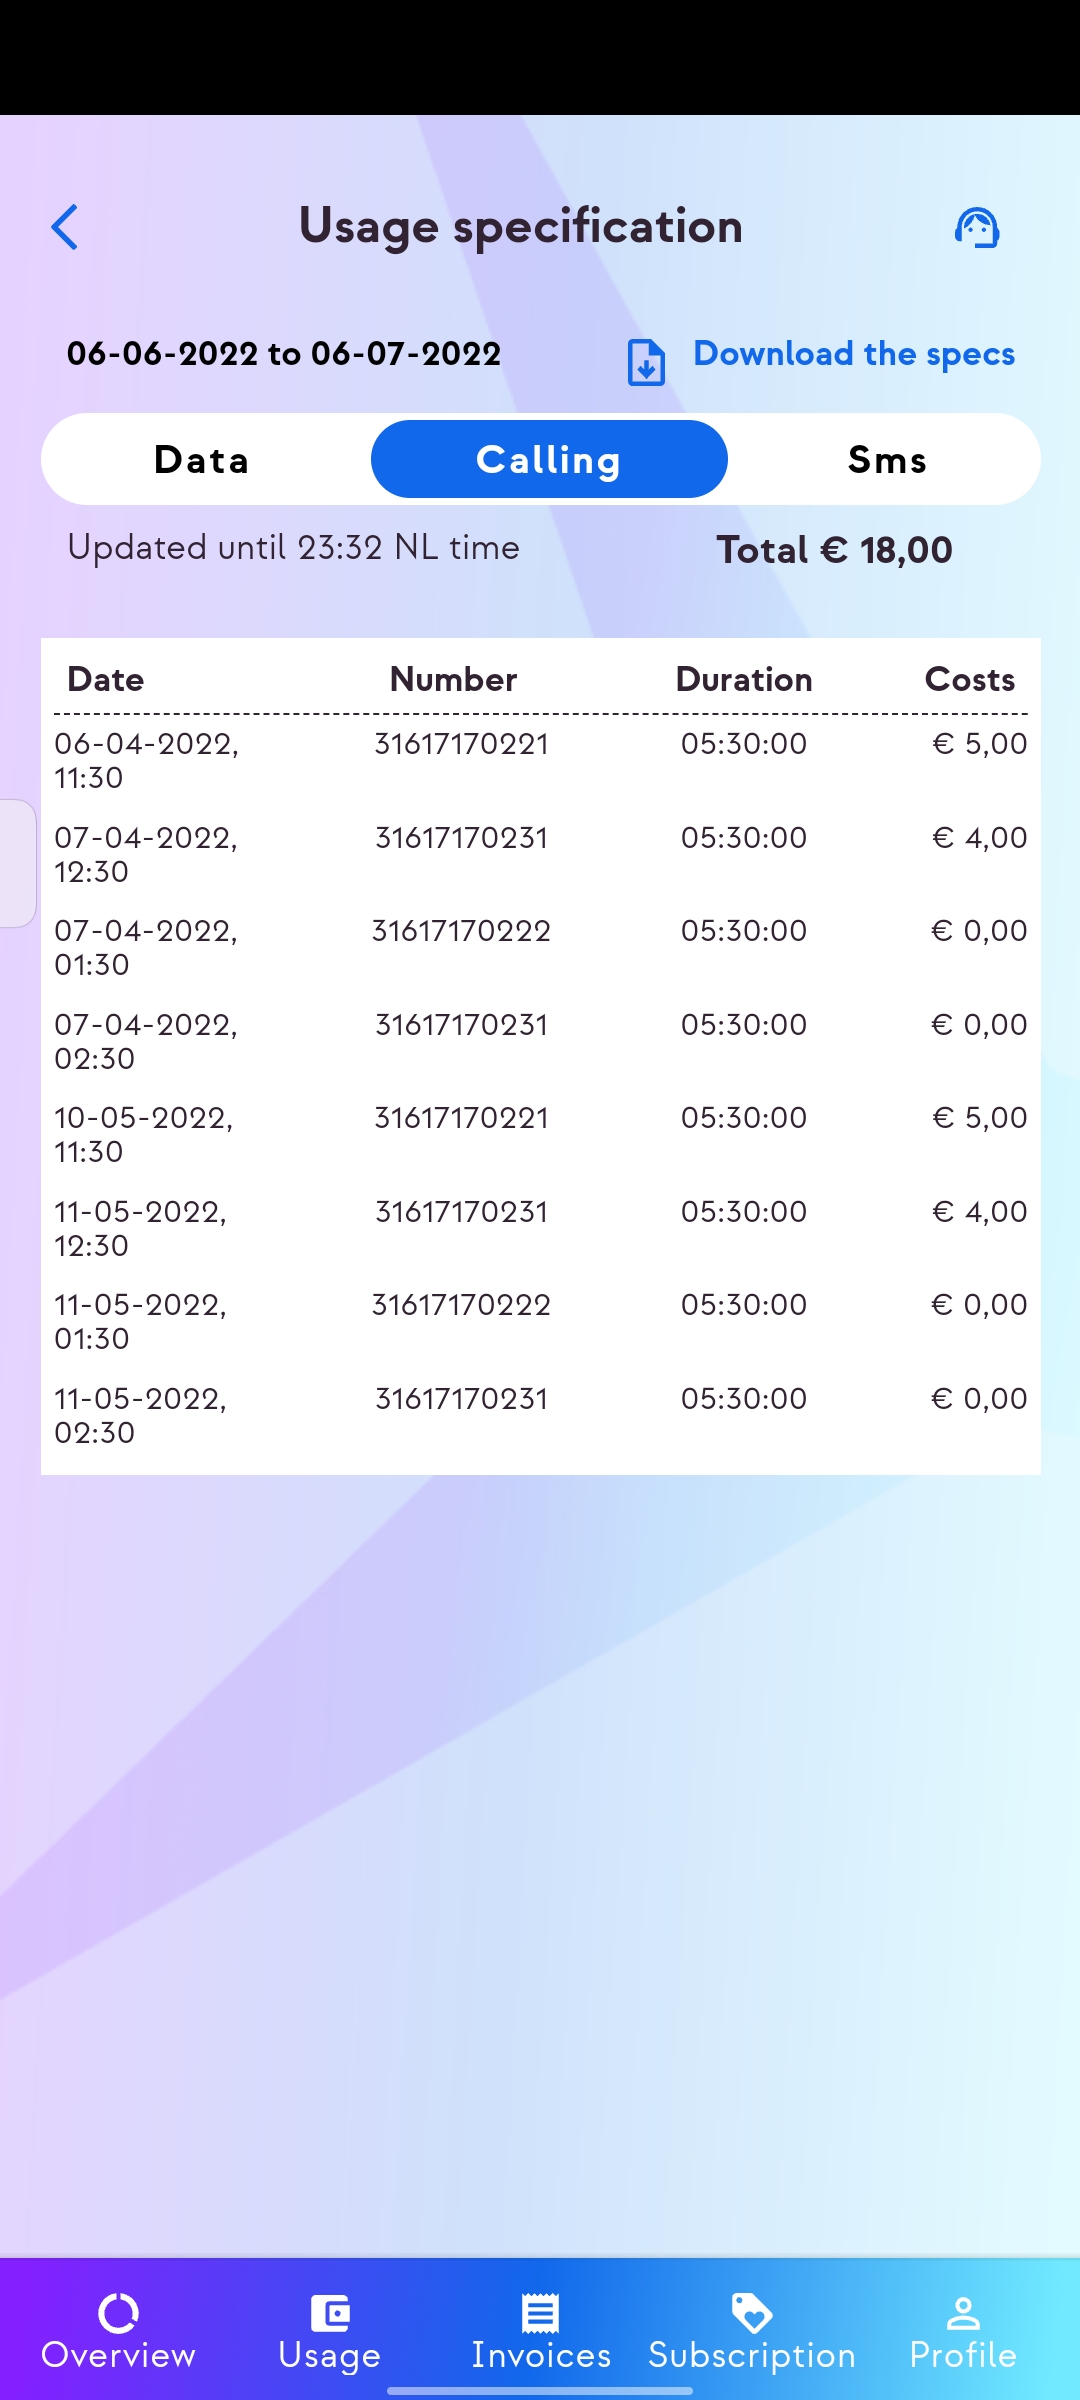 Usage specification
06-06-2022 to 06-07-2022 Download the specs
Data Calling Sms
Updated until 23:32 NL time Total € 18,00
Date Number Duration Costs
06-04-2022, 31617170221 05:30:00 € 5,00
11:30
07-04-2022, 31617170231 05:30:00 € 4,00
12:30
07-04-2022, 31617170222 05:30:00 € 0,00
01:30
07-04-2022, 31617170231 05:30:00 € 0,00
02:30
10-05-2022, 31617170221 05:30:00 € 5,00
11:30
11-05-2022, 31617170231 05:30:00 € 4,00
12:30
11-05-2022, 31617170222 05:30:00 € 0,00
01:30
11-05-2022, 31617170231 05:30:00 € 0,00
02:30
Overview Usage Invoices Subscription Profile